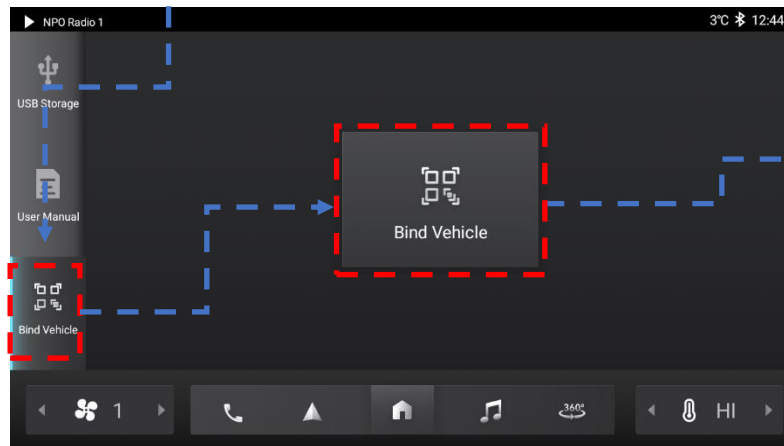 NPO Radio 1
3℃ 12:44
USB Storage
User Manual
Bind Vehicle
Bind Vehicle
1
360°
HI